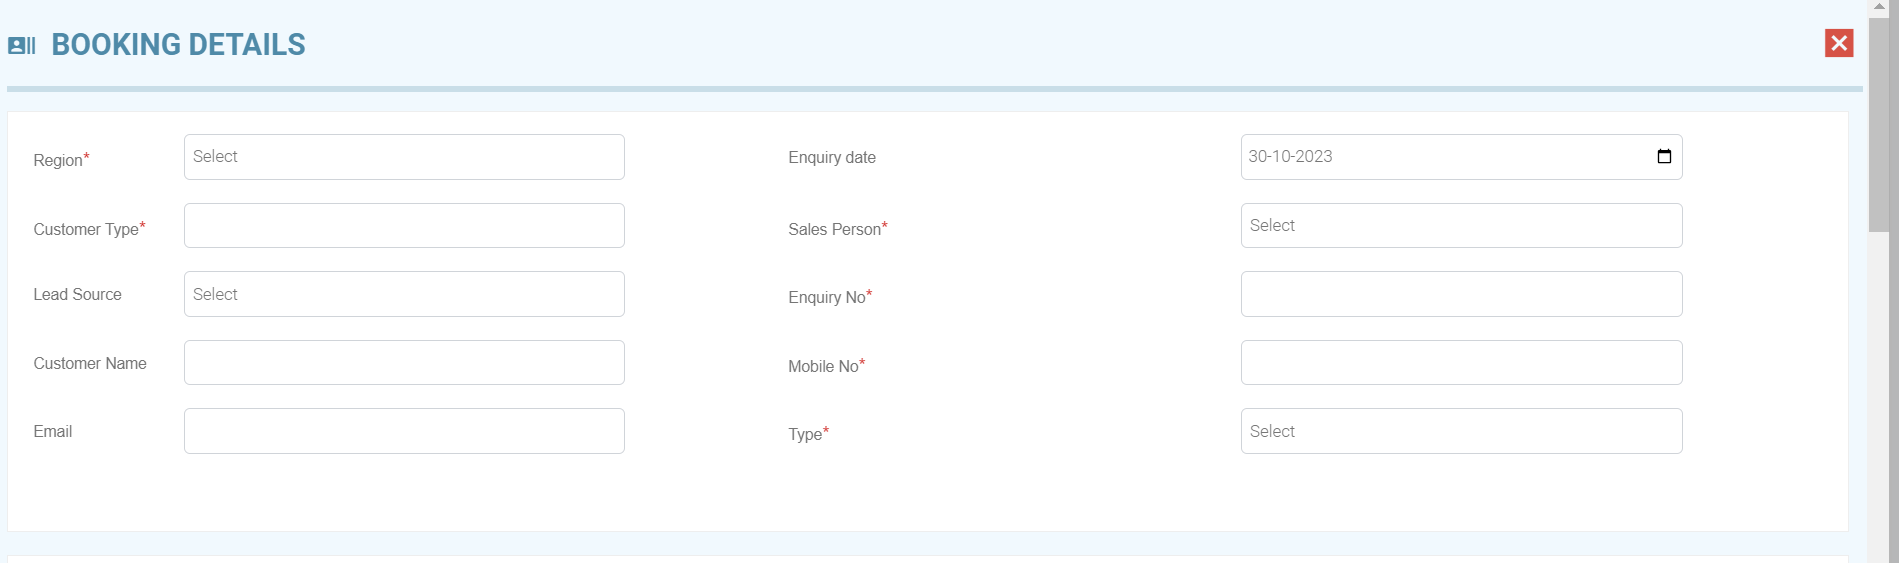 BOOKING DETAILS
Region* Select Enquiry date 30-10-2023
Customer Type* Sales Person* Select
Lead Source Select Enquiry No*
Customer Name Mobile No*
Email Type* Select